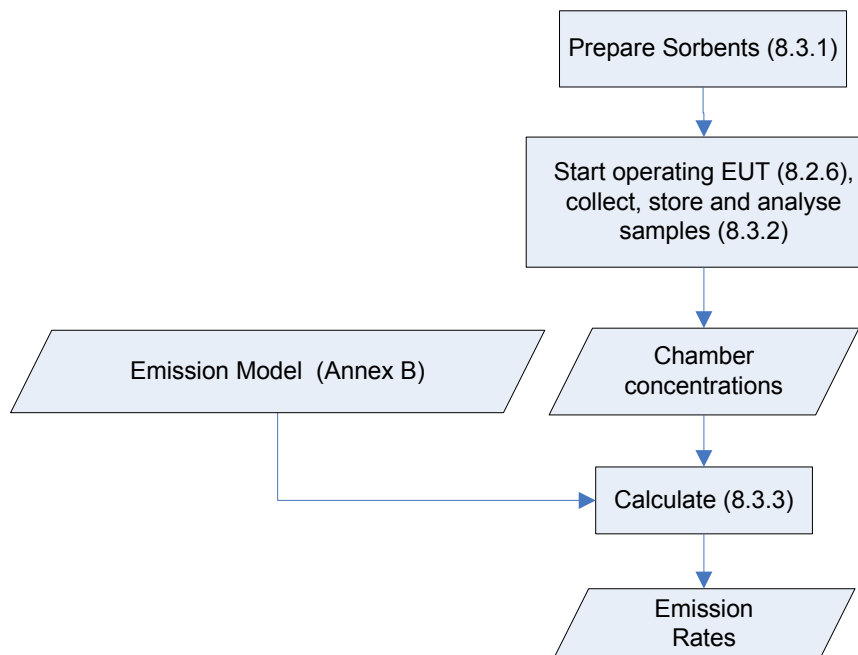 Prepare Sorbents (8.3.1)
Start operating EUT (8.2.6),
collect, store and analyse
samples (8.3.2)
Emission Model (Annex B)
Chamber
concentrations
Calculate (8.3.3)
Emission
Rates